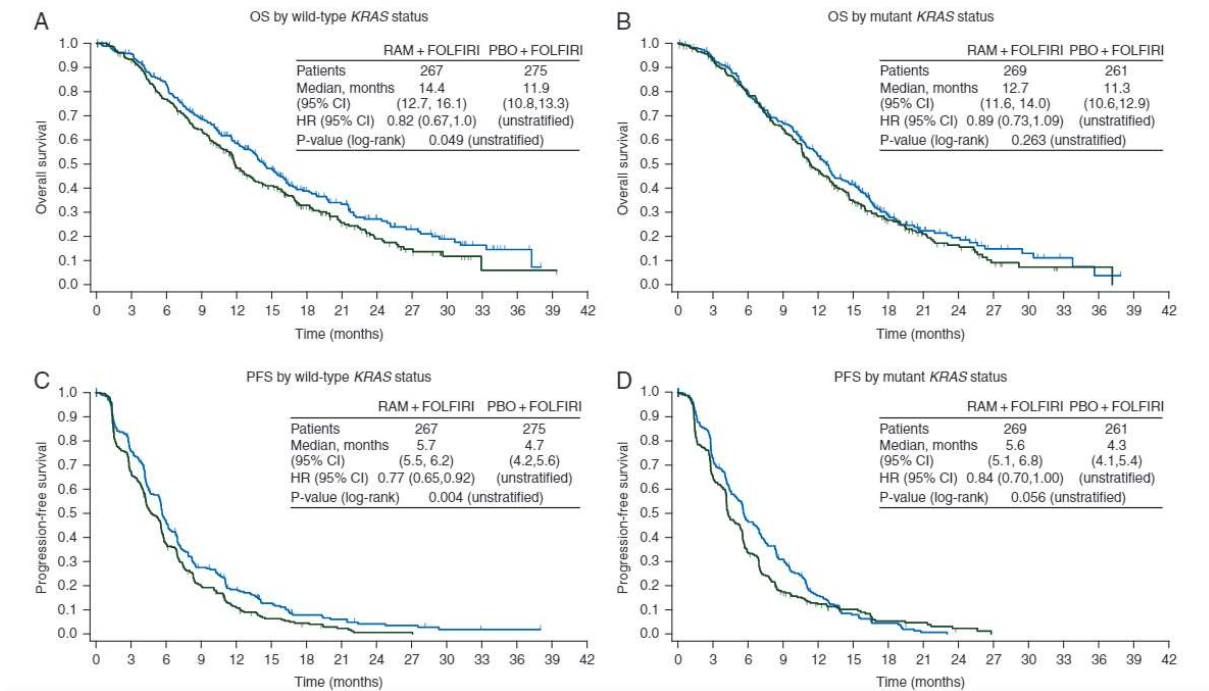 A
OS by wild-type KRAS status
RAM + FOLFIRI PBO + FOLFIRI
Patients 267 275
Median, months 14.4 11.9
(95% CI) (12.7, 16.1) (10.8,13.3)
HR (95% CI) 0.82 (0.67,1.0) (unstratified)
P-value (log-rank) 0.049 (unstratified)
Overall survival
1.0
0.9
0.8
0.7
0.6
0.5
0.4
0.3
0.2
0.1
0.0
0 3 6 9 12 15 18 21 24 27 30 33 36 39 42
Time (months)
B
OS by mutant KRAS status
RAM + FOLFIRI PBO + FOLFIRI
Patients 269 261
Median, months 12.7 11.3
(95% CI) (11.6, 14.0) (10.6,12.9)
HR (95% CI) 0.89 (0.73,1.09) (unstratified)
P-value (log-rank) 0.263 (unstratified)
Overall survival
1.0
0.9
0.8
0.7
0.6
0.5
0.4
0.3
0.2
0.1
0.0
0 3 6 9 12 15 18 21 24 27 30 33 36 39 42
Time (months)
C
PFS by wild-type KRAS status
RAM + FOLFIRI PBO + FOLFIRI
Patients 267 275
Median, months 5.7 4.7
(95% CI) (5.5, 6.2) (4.2,5.6)
HR (95% CI) 0.77 (0.65,0.92) (unstratified)
P-value (log-rank) 0.004 (unstratified)
Progression-free survival
1.0
0.9
0.8
0.7
0.6
0.5
0.4
0.3
0.2
0.1
0.0
0 3 6 9 12 15 18 21 24 27 30 33 36 39 42
Time (months)
D
PFS by mutant KRAS status
RAM + FOLFIRI PBO + FOLFIRI
Patients 269 261
Median, months 5.6 4.3
(95% CI) (5.1, 6.8) (4.1,5.4)
HR (95% CI) 0.84 (0.70,1.00) (unstratified)
P-value (log-rank) 0.056 (unstratified)
Progression-free survival
1.0
0.9
0.8
0.7
0.6
0.5
0.4
0.3
0.2
0.1
0.0
0 3 6 9 12 15 18 21 24 27 30 33 36 39 42
Time (months)